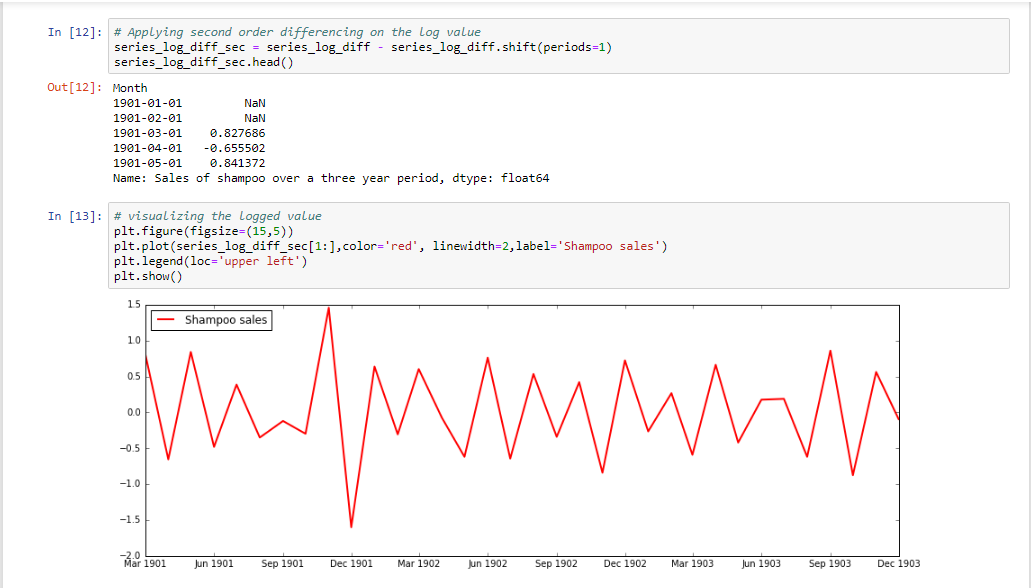 In [12]: # Applying second order differencing on the log value
series_log_diff_sec = series_log_diff - series_log_diff.shift(periods=1)
series_log_diff_sec.head()
Out[12]: Month
1901-01-01 NaN
1901-02-01 NaN
1901-03-01 0.827686
1901-04-01 -0.655502
1901-05-01 0.841372
Name: Sales of shampoo over a three year period, dtype: float64
In [13]: # visualizing the logged value
plt.figure(figsize=(15,5))
plt.plot(series_log_diff_sec[1:],color='red', linewidth=2,label='Shampoo sales')
plt.legend(loc='upper left')
plt.show()
1.5
Shampoo sales
1.0
0.5
0.0
−0.5
−1.0
−1.5
−2.0
Mar 1901 Jun 1901 Sep 1901 Dec 1901 Mar 1902 Jun 1902 Sep 1902 Dec 1902 Mar 1903 Jun 1903 Sep 1903 Dec 1903